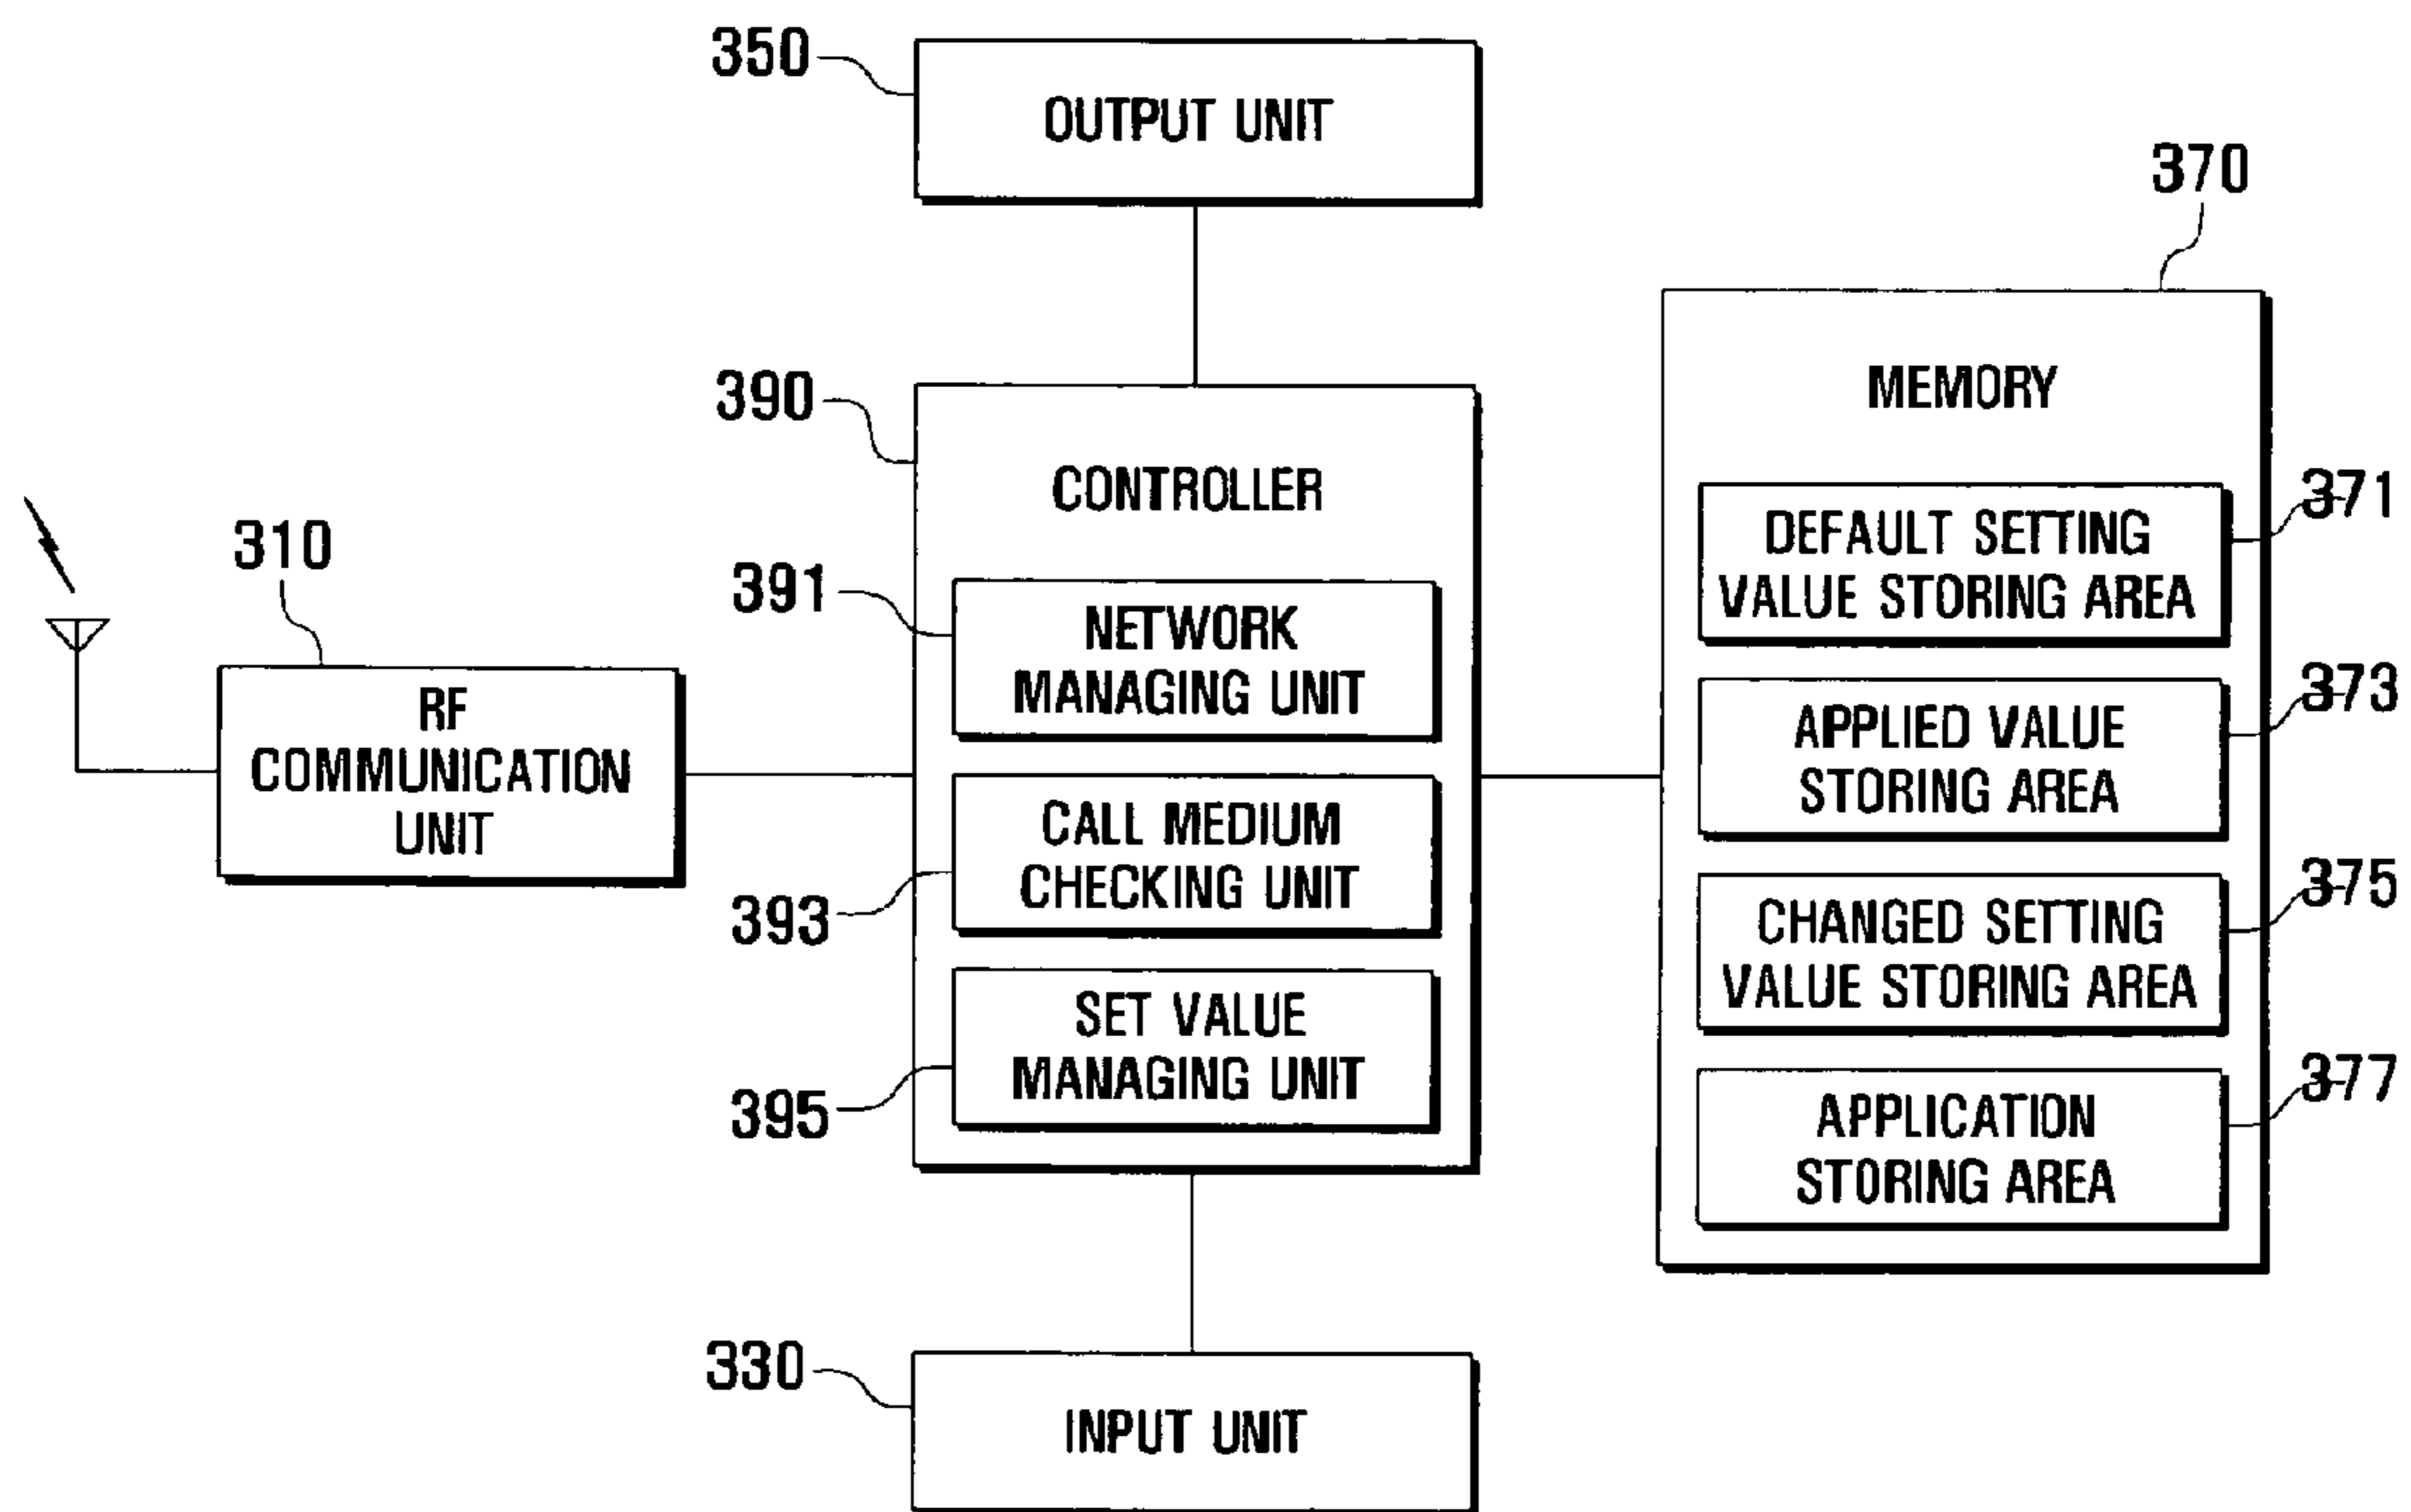 350
OUTPUT UNIT
370
MEMORY
390
CONTROLLER
371
DEFAULT SETTING
VALUE STORING AREA
310
391
NETWORK
MANAGING UNIT
373
APPLIED VALUE
STORING AREA
RF
COMMUNICATION
UNIT
CALL MEDIUM
CHECKING UNIT
393
375
CHANGED SETTING
VALUE STORING AREA
SET VALUE
MANAGING UNIT
395
377
APPLICATION
STORING AREA
330
INPUT UNIT